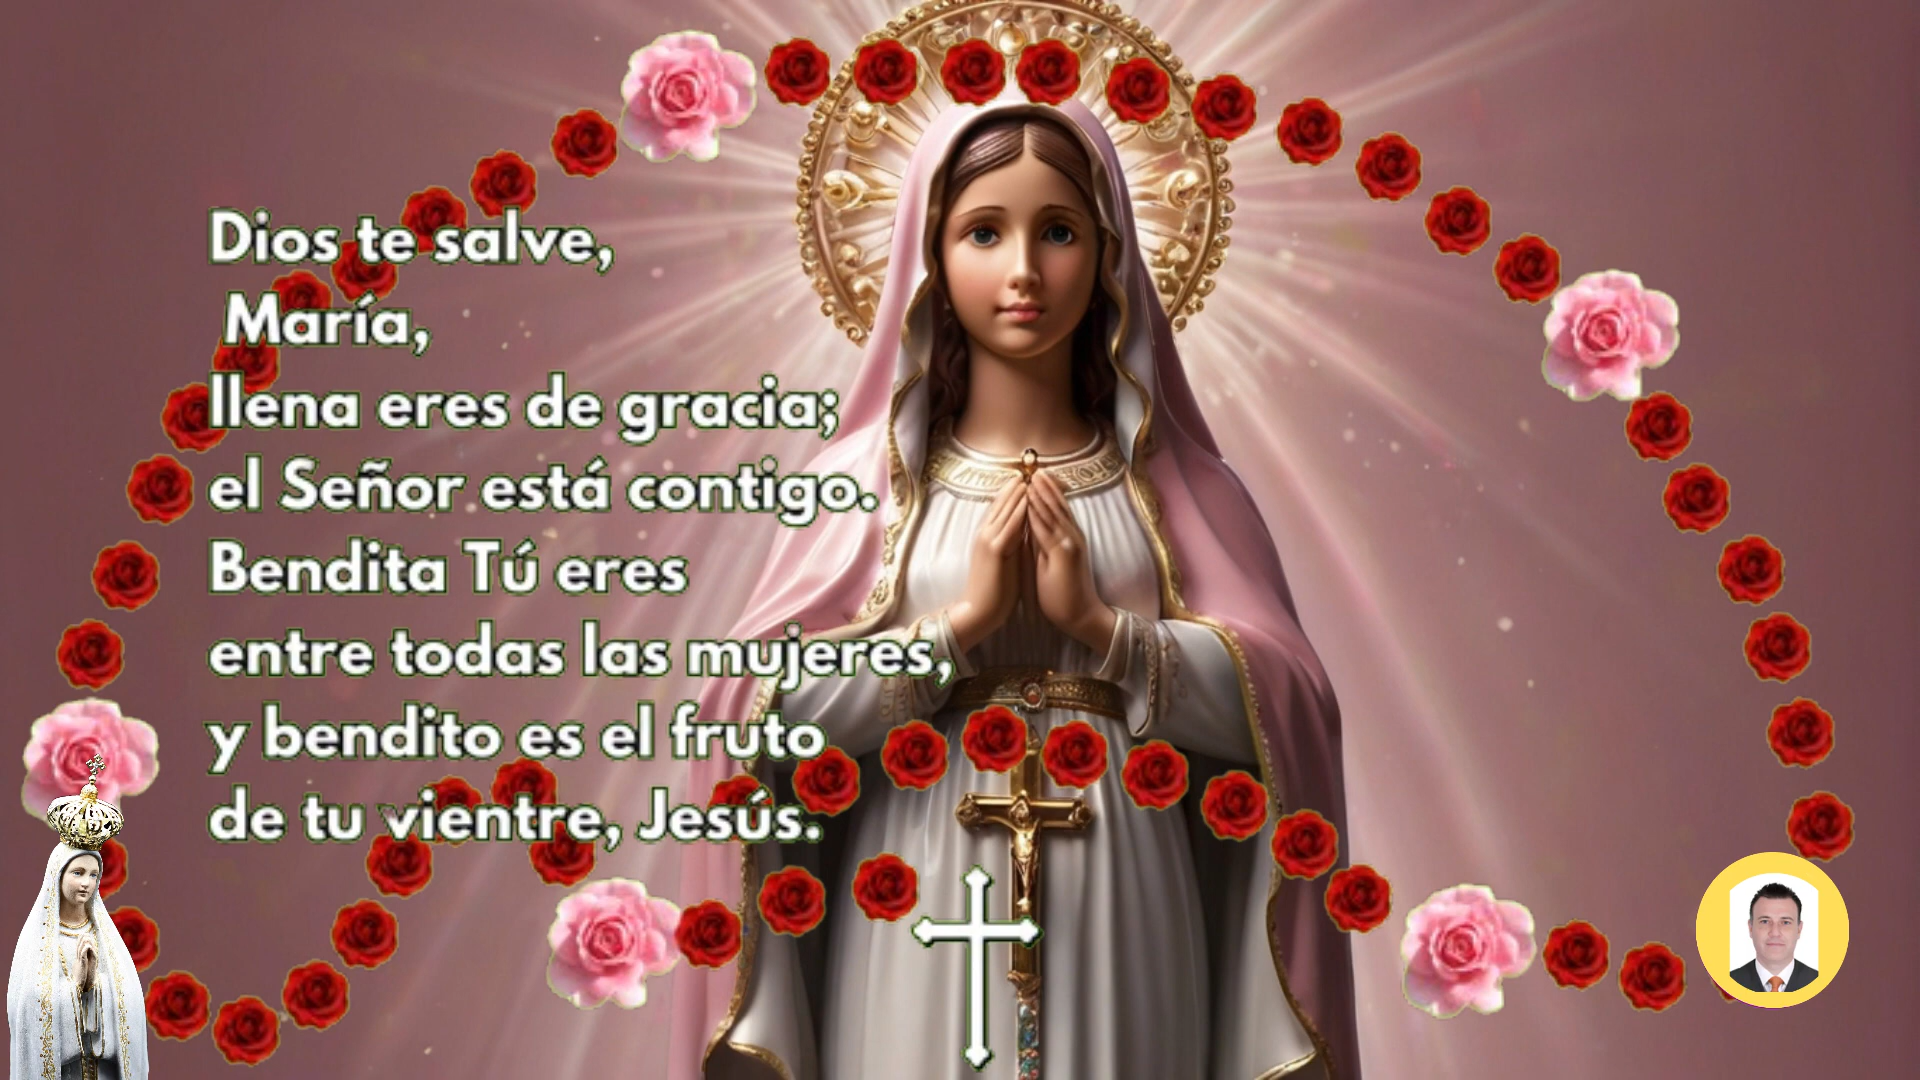 Dios te salve,
María,
llena eres de gracia;
el Señor está contigo.
Bendita Tú eres
entre todas las mujeres,
y bendito es el fruto
de tu vientre, Jesús.